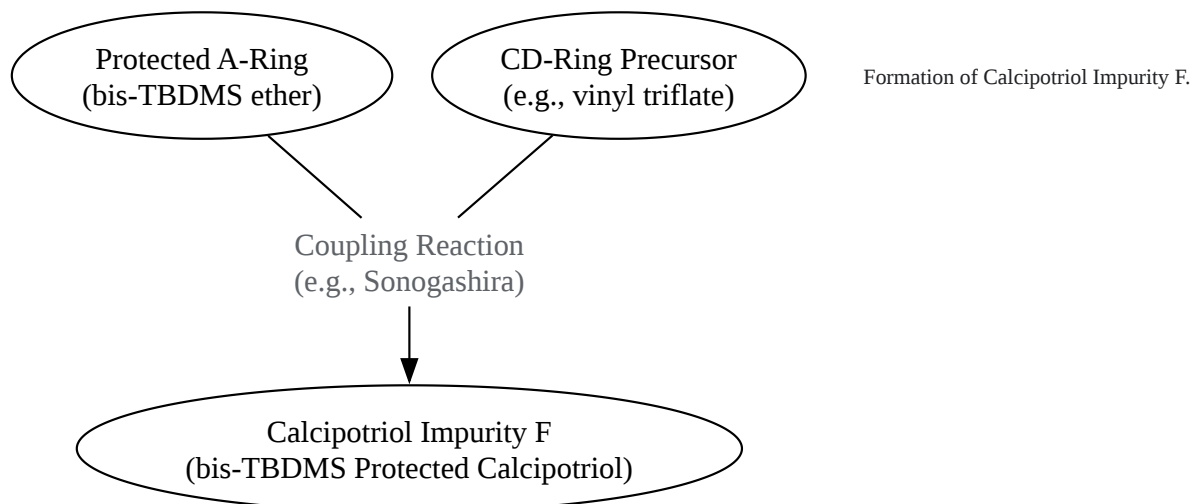 Protected A-Ring
(bis-TBDMS ether)
CD-Ring Precursor
(e.g., vinyl triflate)
Formation of Calcipotriol Impurity F.
Coupling Reaction
(e.g., Sonogashira)
Calcipotriol Impurity F
(bis-TBDMS Protected Calcipotriol)